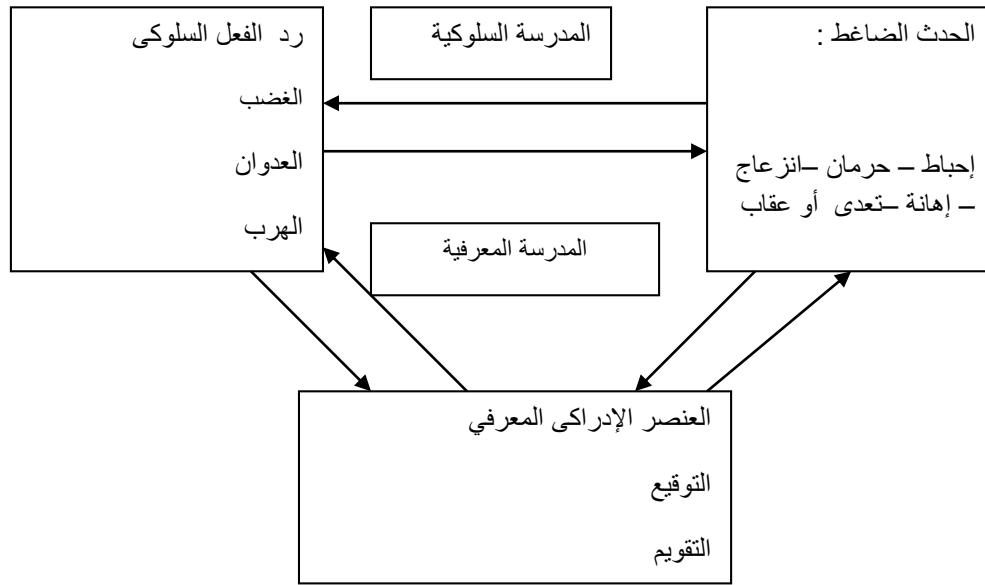 الحدث الضاغط :
إحباط – حرمان –انزعاج
– إهانة –تعدى أو عقاب
المدرسة السلوكية
رد الفعل السلوكى
الغضب
العدوان
الهرب
المدرسة المعرفية
العنصر الإدراكى المعرفي
التوقيع
التقويم